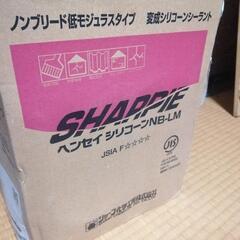 ノンブリード低モジュラスタイプ　変成シリコーンシーラント
SHARPIE
ヘンセイ シリコーンNB-LM
JSIA F☆☆☆☆
JIS